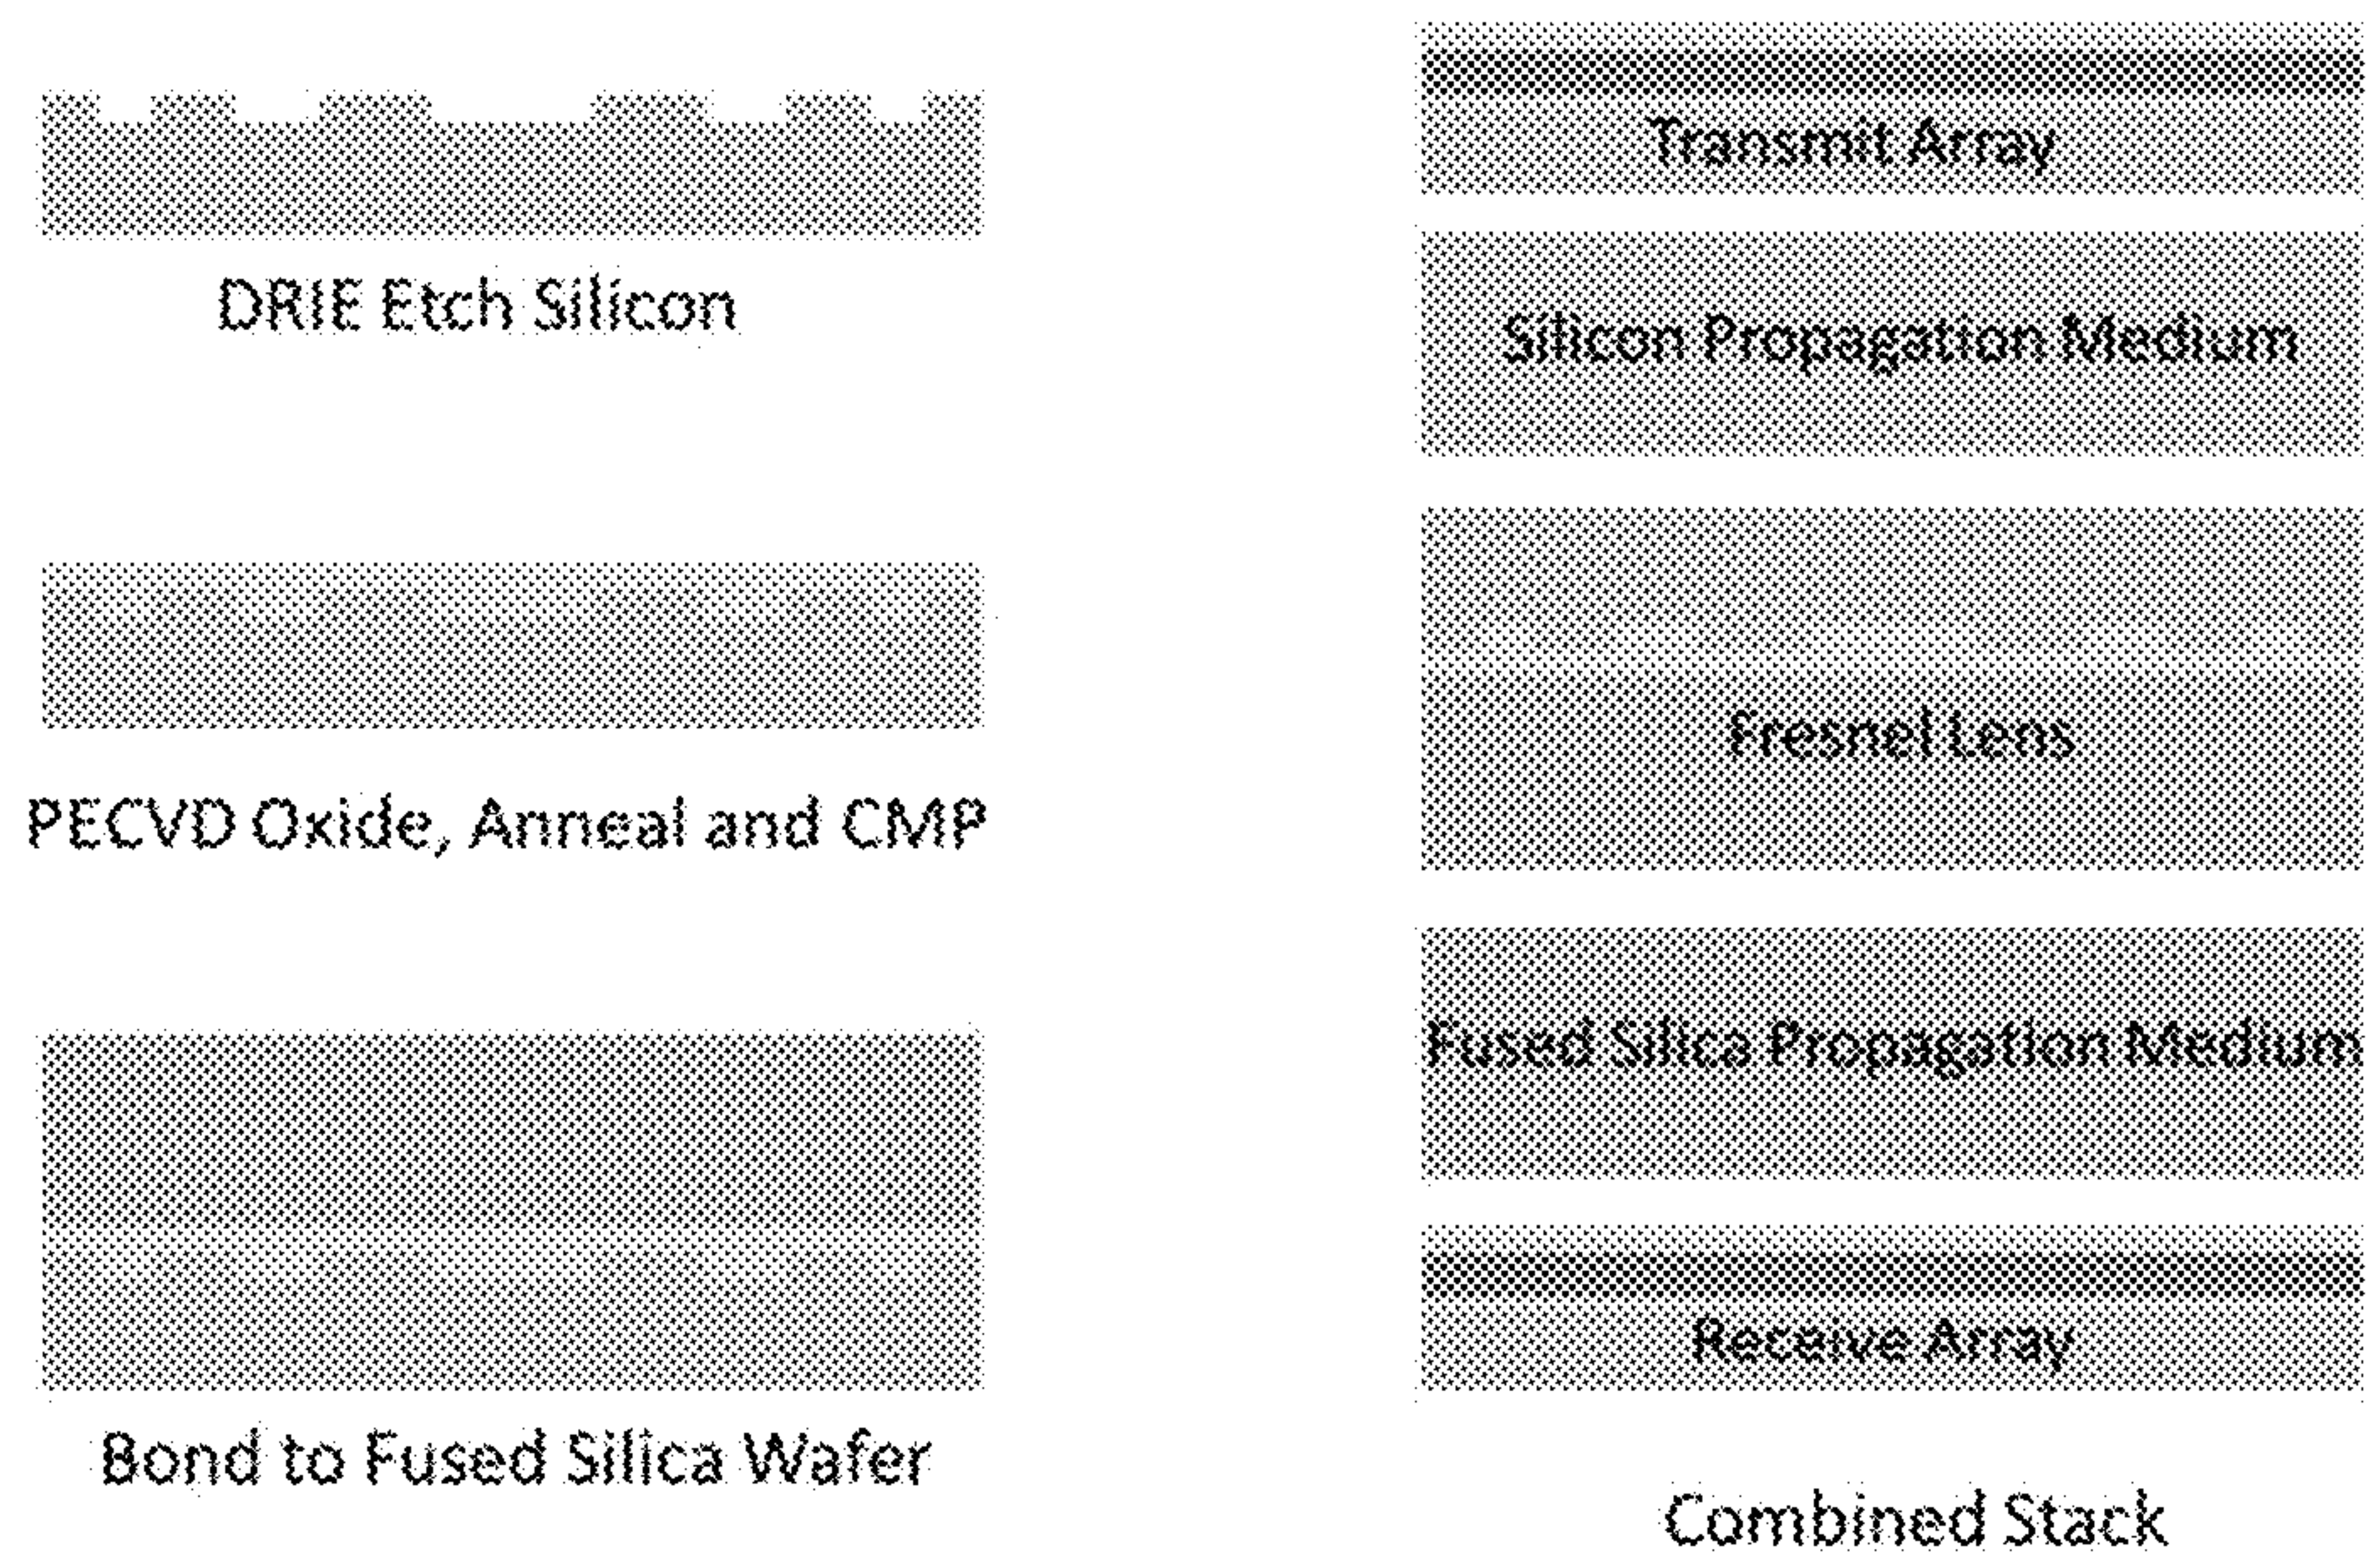 DRIE Etch Silicon
PECVD Oxide, Anneal and CMP
Bond to Fused Silica Wafer
Transmit Array
Silicon Propagation Medium
Fresnel Lens
Fused Silica Propagation Medium
Receive Array
Combined Stack